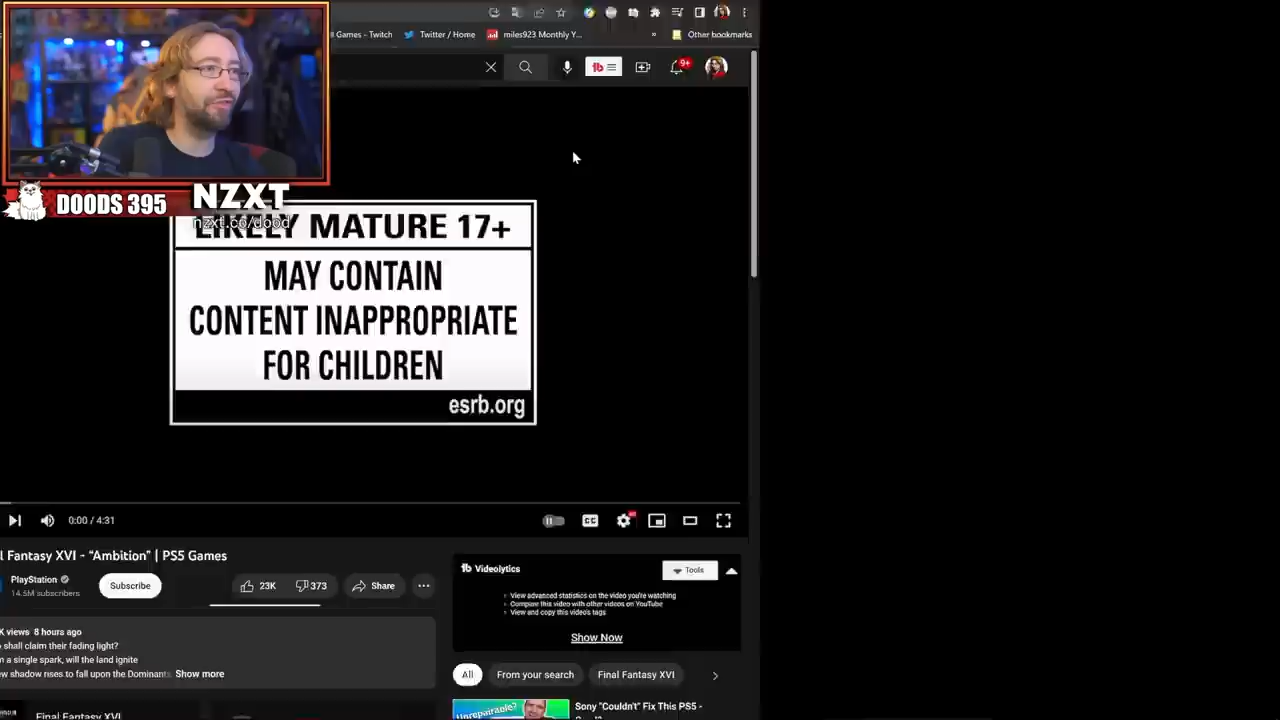 ll Games - Twitch
Twitter / Home
miles923 Monthly Y...
»
Other bookmarks
9+
DOODS 395
NZXT
nzxt.co/dood
LIKELY MATURE 17+
MAY CONTAIN
CONTENT INAPPROPRIATE
FOR CHILDREN
esrb.org
0:00 / 4:31
l Fantasy XVI - “Ambition” | PS5 Games
PlayStation
14.5M subscribers
Subscribe
23K
373
Share
K views 8 hours ago
shall claim their fading light?
m a single spark, will the land ignite
ew shadow rises to fall upon the Dominant
Show more
Final Fantasy XVI
tb Videolytics
Tools
View advanced statistics on the video you're watching
Compare this video with other videos on YouTube
View and copy this video's tags
Show Now
All
From your search
Final Fantasy XVI
Unrepairable?
Sony "Couldn't" Fix This PS5 -